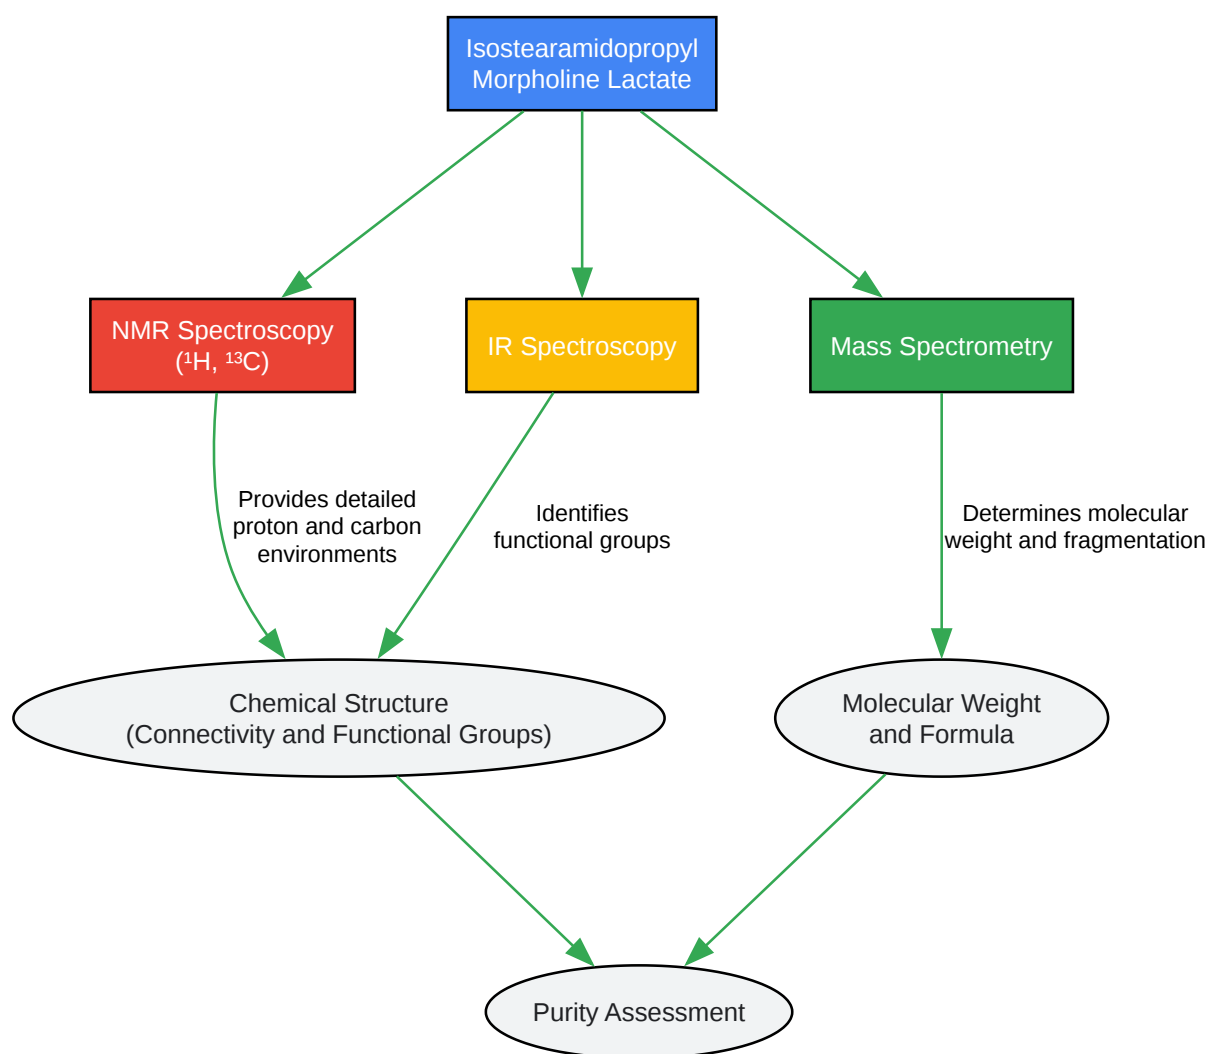 Isostearamidopropyl
Morpholine Lactate
NMR Spectroscopy
(¹H, ¹³C)
IR Spectroscopy
Mass Spectrometry
Provides detailed
proton and carbon
environments
Identifies
functional groups
Determines molecular
weight and fragmentation
Chemical Structure
(Connectivity and Functional Groups)
Molecular Weight
and Formula
Purity Assessment